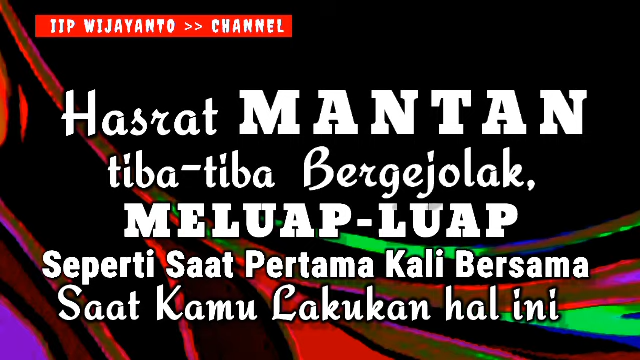 IIP WIJAYANTO >> CHANNEL
Hasrat MANTAN
tiba-tiba Bergejolak,
MELUAP-LUAP
Seperti Saat Pertama Kali Bersama
Saat Kamu Lakukan hal ini